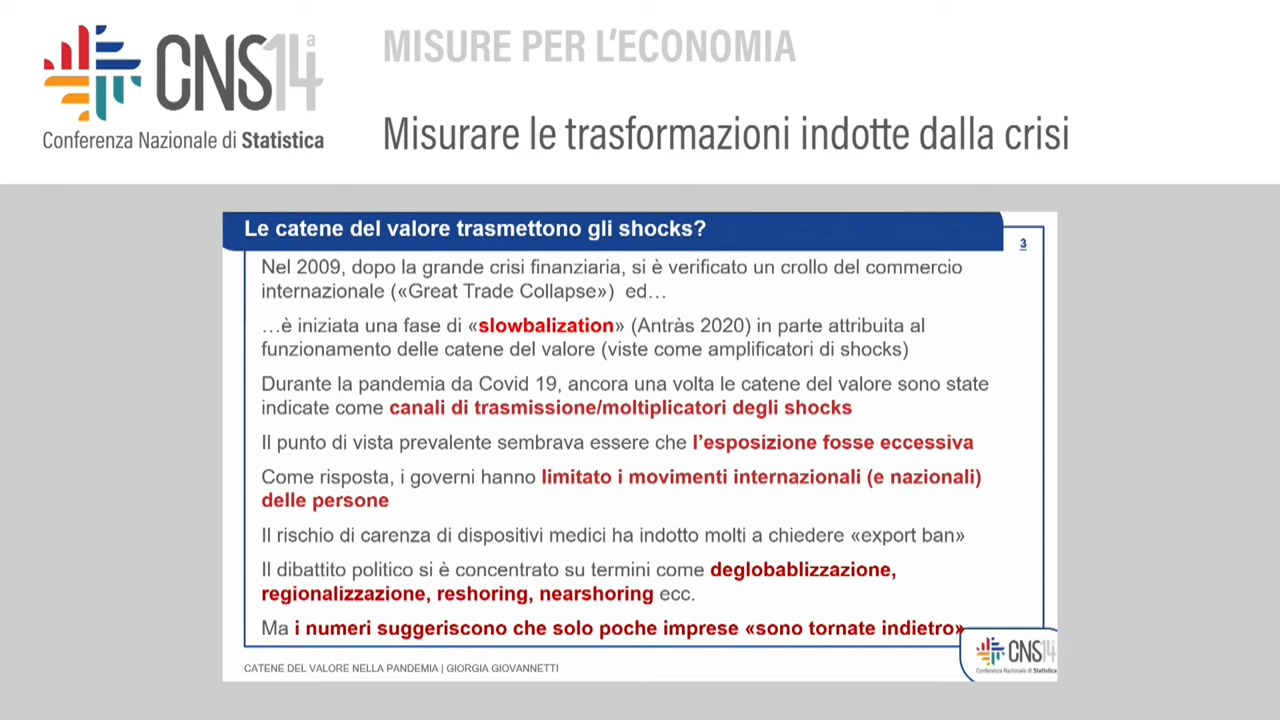 CNS14a
Conferenza Nazionale di Statistica
MISURE PER L'ECONOMIA
Misurare le trasformazioni indotte dalla crisi
Le catene del valore trasmettono gli shocks?
3
Nel 2009, dopo la grande crisi finanziaria, si è verificato un crollo del commercio
internazionale («Great Trade Collapse») ed…
…è iniziata una fase di «slowbalization» (Antràs 2020) in parte attribuita al
funzionamento delle catene del valore (viste come amplificatori di shocks)
Durante la pandemia da Covid 19, ancora una volta le catene del valore sono state
indicate come canali di trasmissione/moltiplicatori degli shocks
Il punto di vista prevalente sembrava essere che l'esposizione fosse eccessiva
Come risposta, i governi hanno limitato i movimenti internazionali (e nazionali)
delle persone
Il rischio di carenza di dispositivi medici ha indotto molti a chiedere «export ban»
Il dibattito politico si è concentrato su termini come deglobablizzazione,
regionalizzazione, reshoring, nearshoring ecc.
Ma i numeri suggeriscono che solo poche imprese «sono tornate indietro»
CATENE DEL VALORE NELLA PANDEMIA | GIORGIA GIOVANNETTI
CNS14
Conferenza Nazionale di Statistica